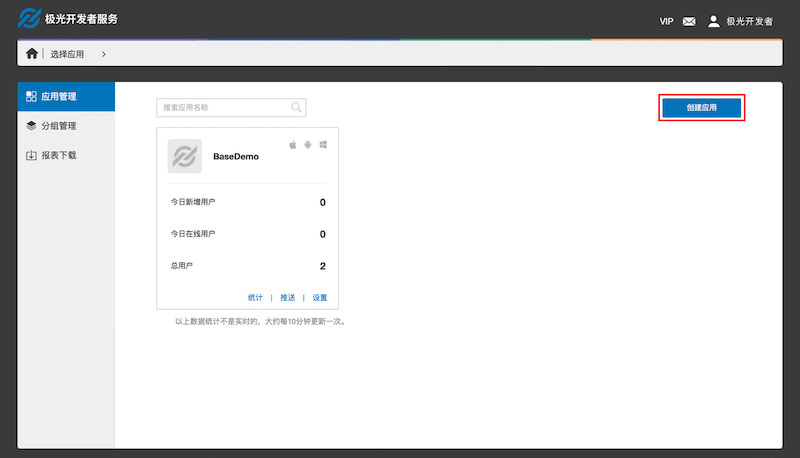 极光开发者服务
VIP 极光开发者
选择应用
应用管理
分组管理
报表下载
搜索应用名称
创建应用
BaseDemo
今日新增用户 0
今日在线用户 0
总用户 2
统计 | 推送 | 设置
以上数据统计不是实时的，大约每10分钟更新一次。